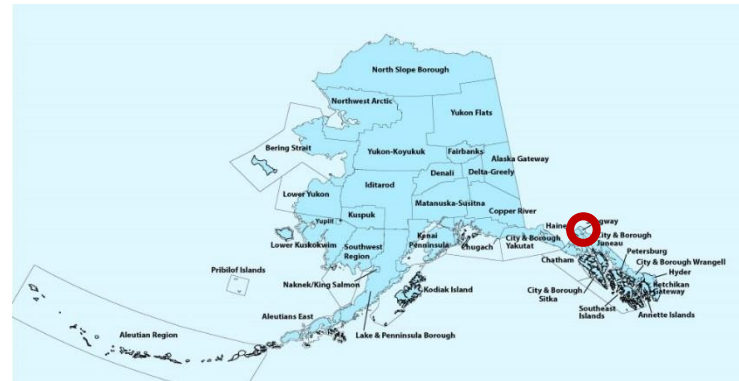 North Slope Borough
Northwest Arctic
Yukon Flats
Bering Strait
Yukon-Koyukuk
Fairbanks
Alaska Gateway
Denali
Delta-Greely
Iditarod
Lower Yukon
Matanuska-Susitna
Copper River
Kuspuk
Yupiit
Lower Kuskokwim
Southwest
Region
Kenai
Penninsula
Chugach
City & Borough
Yakutat
City & Borough
Juneau
Petersburg
City & Borough Wrangell
Hyder
Chatham
Ketchikan
Gateway
Pribilof Islands
Naknek/King Salmon
Kodiak Island
City & Borough
Sitka
Southeast
Islands
Annette Islands
Aleutians East
Lake & Penninsula Borough
Aleutian Region